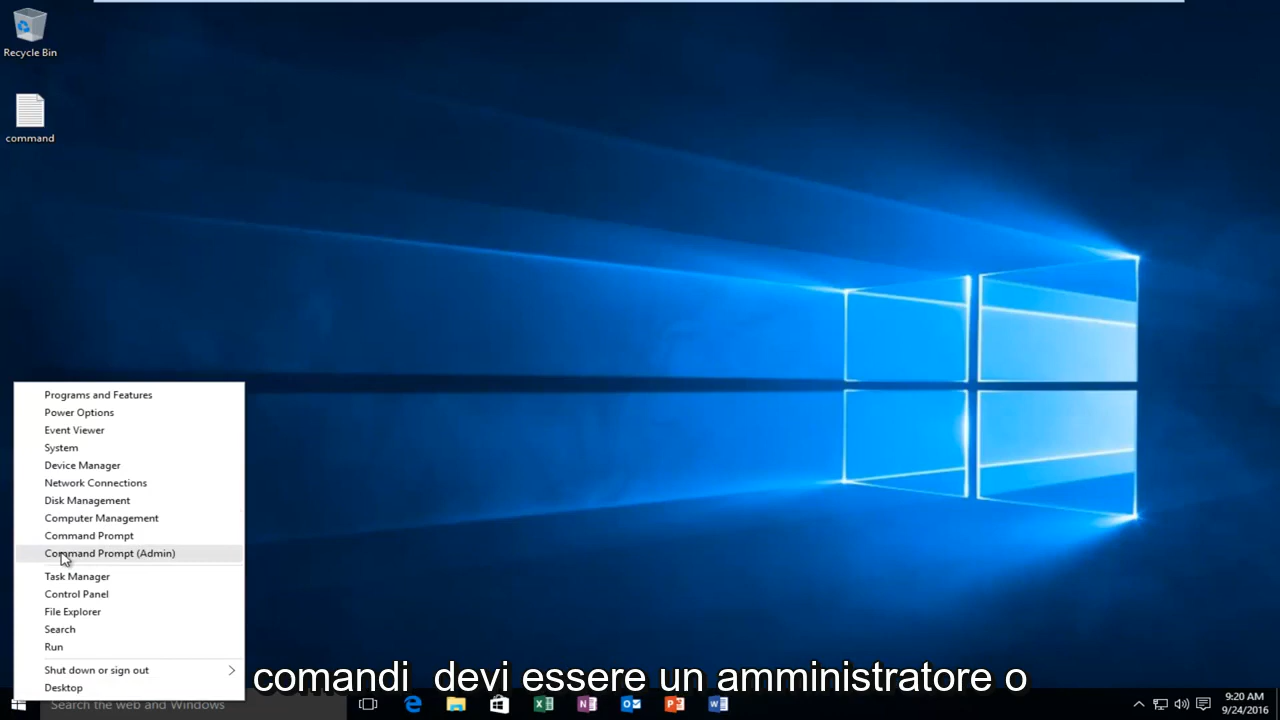 Recycle Bin
command
Programs and Features
Power Options
Event Viewer
System
Device Manager
Network Connections
Disk Management
Computer Management
Command Prompt
Command Prompt (Admin)
Task Manager
Control Panel
File Explorer
Search
Run
Shut down or sign out
Desktop
comandi devi essere un amministratore o
Search the web and Windows
9:20 AM
9/24/2016